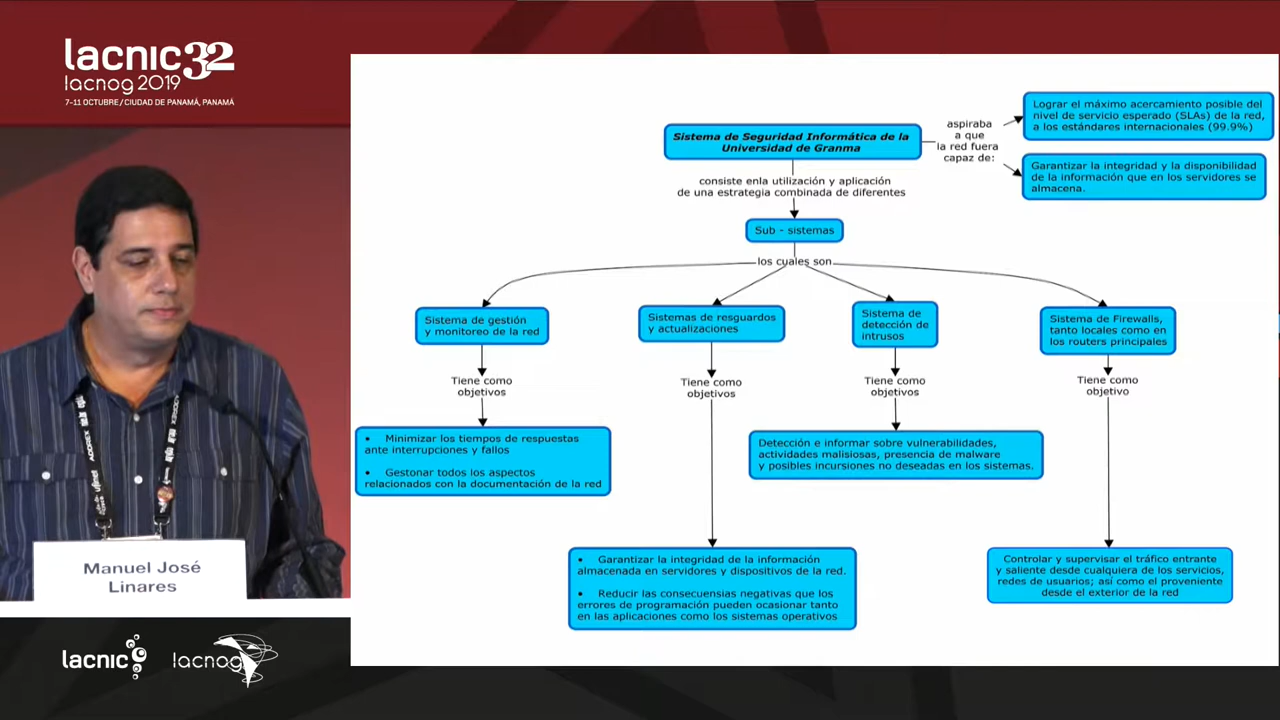 lacnic 32
lacnog 2019
7-11 OCTUBRE / CIUDAD DE PANAMÁ, PANAMÁ
Sistema de Seguridad Informática de la
Universidad de Granma
aspiraba
a que
la red fuera
capaz de:
Lograr el máximo acercamiento posible del
nivel de servicio esperado (SLAs) de la red,
a los estándares internacionales (99.9%)
Garantizar la integridad y la disponibilidad
de la información que en los servidores se
almacena.
consiste enla utilización y aplicación
de una estrategia combinada de diferentes
Sub - sistemas
los cuales son
Sistema de gestión
y monitoreo de la red
Sistemas de resguardos
y actualizaciones
Sistema de
detección de
intrusos
Sistema de Firewalls,
tanto locales como en
los routers principales
Tiene como
objetivos
Tiene como
objetivos
Tiene como
objetivos
Tiene como
objetivo
• Minimizar los tiempos de respuestas
ante interrupciones y fallos
• Gestonar todos los aspectos
relacionados con la documentación de la red
Detección e informar sobre vulnerabilidades,
actividades malisiosas, presencia de malware
y posibles incursiones no deseadas en los sistemas.
• Garantizar la integridad de la información
almacenada en servidores y dispositivos de la red.
• Reducir las consecuensias negativas que los
errores de programación pueden ocasionar tanto
en las aplicaciones como los sistemas operativos
Controlar y supervisar el tráfico entrante
y saliente desde cualquiera de los servicios,
redes de usuarios; así como el proveniente
desde el exterior de la red
Manuel José
Linares
lacnic
lacnog